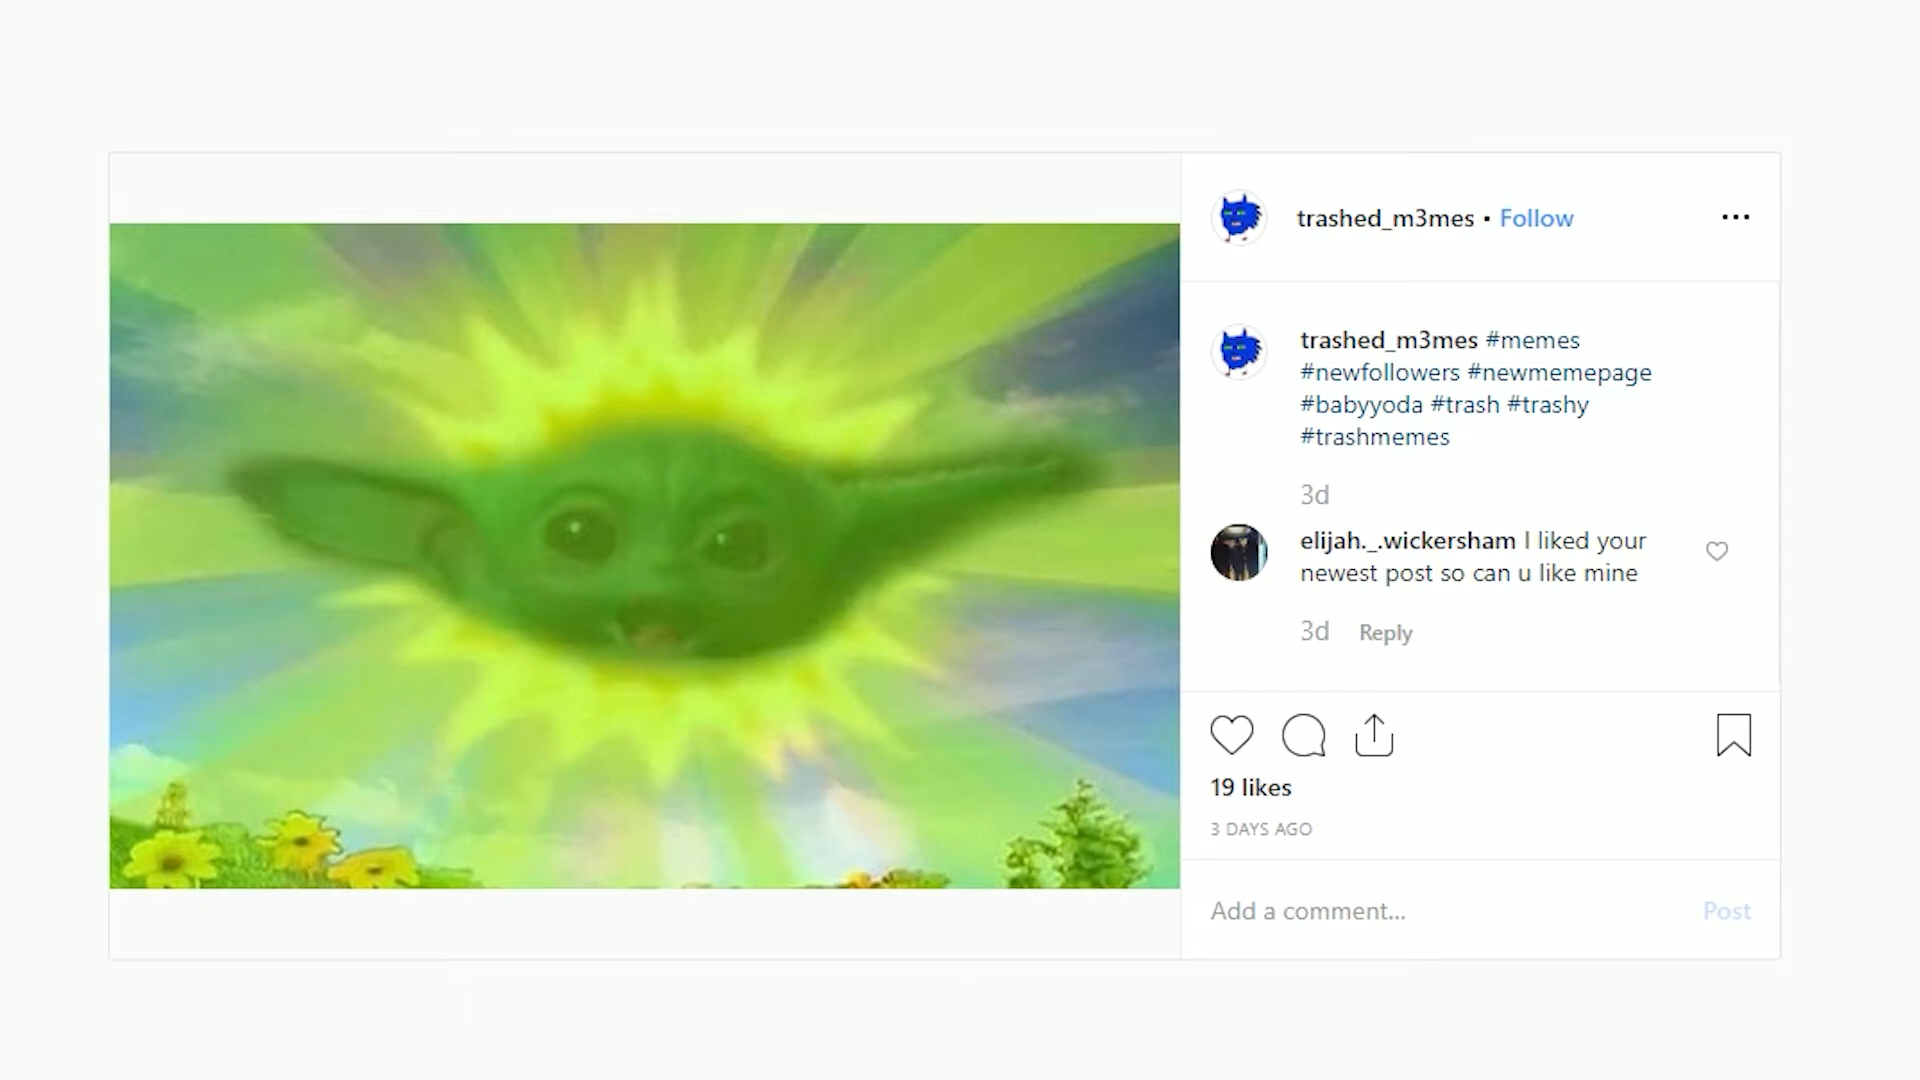 trashed_m3mes • Follow
trashed_m3mes #memes
#newfollowers #newmemepage
#babyyoda #trash #trashy
#trashmemes
3d
elijah._.wickersham I liked your
newest post so can u like mine
3d Reply
19 likes
3 DAYS AGO
Add a comment... Post